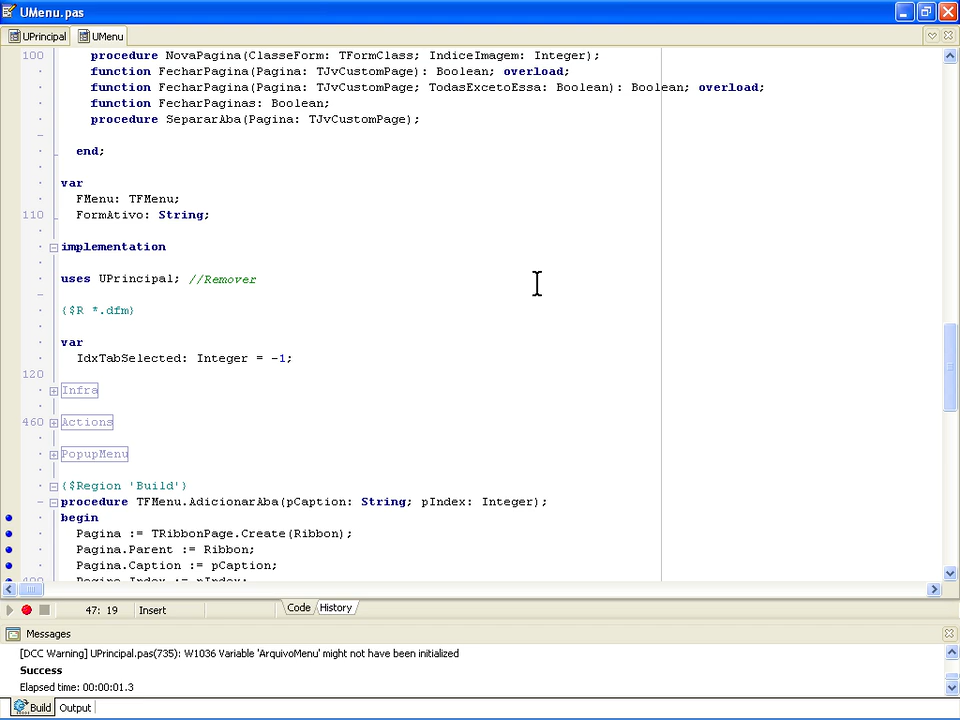 UMenu.pas
UPrincipal UMenu
100 procedure NovaPagina(ClasseForm: TFormClass; IndiceImagem: Integer);
function FecharPagina(Pagina: TJvCustomPage): Boolean; overload;
function FecharPagina(Pagina: TJvCustomPage; TodasExcetoEssa: Boolean): Boolean; overload;
function FecharPaginas: Boolean;
procedure SepararAba(Pagina: TJvCustomPage);
end;
var
FMenu: TFMenu;
110 FormAtivo: String;
implementation
uses UPrincipal; //Remover
{$R *.dfm}
var
IdxTabSelected: Integer = -1;
120
Infra
460 Actions
PopupMenu
{$Region 'Build'}
procedure TFMenu.AdicionarAba(pCaption: String; pIndex: Integer);
begin
Pagina := TRibbonPage.Create(Ribbon);
Pagina.Parent := Ribbon;
Pagina.Caption := pCaption;
Pagina.Index := pIndex;
47: 19 Insert Code History
Messages
[DCC Warning] UPrincipal.pas(735): W1036 Variable 'ArquivoMenu' might not have been initialized
Success
Elapsed time: 00:00:01.3
Build Output